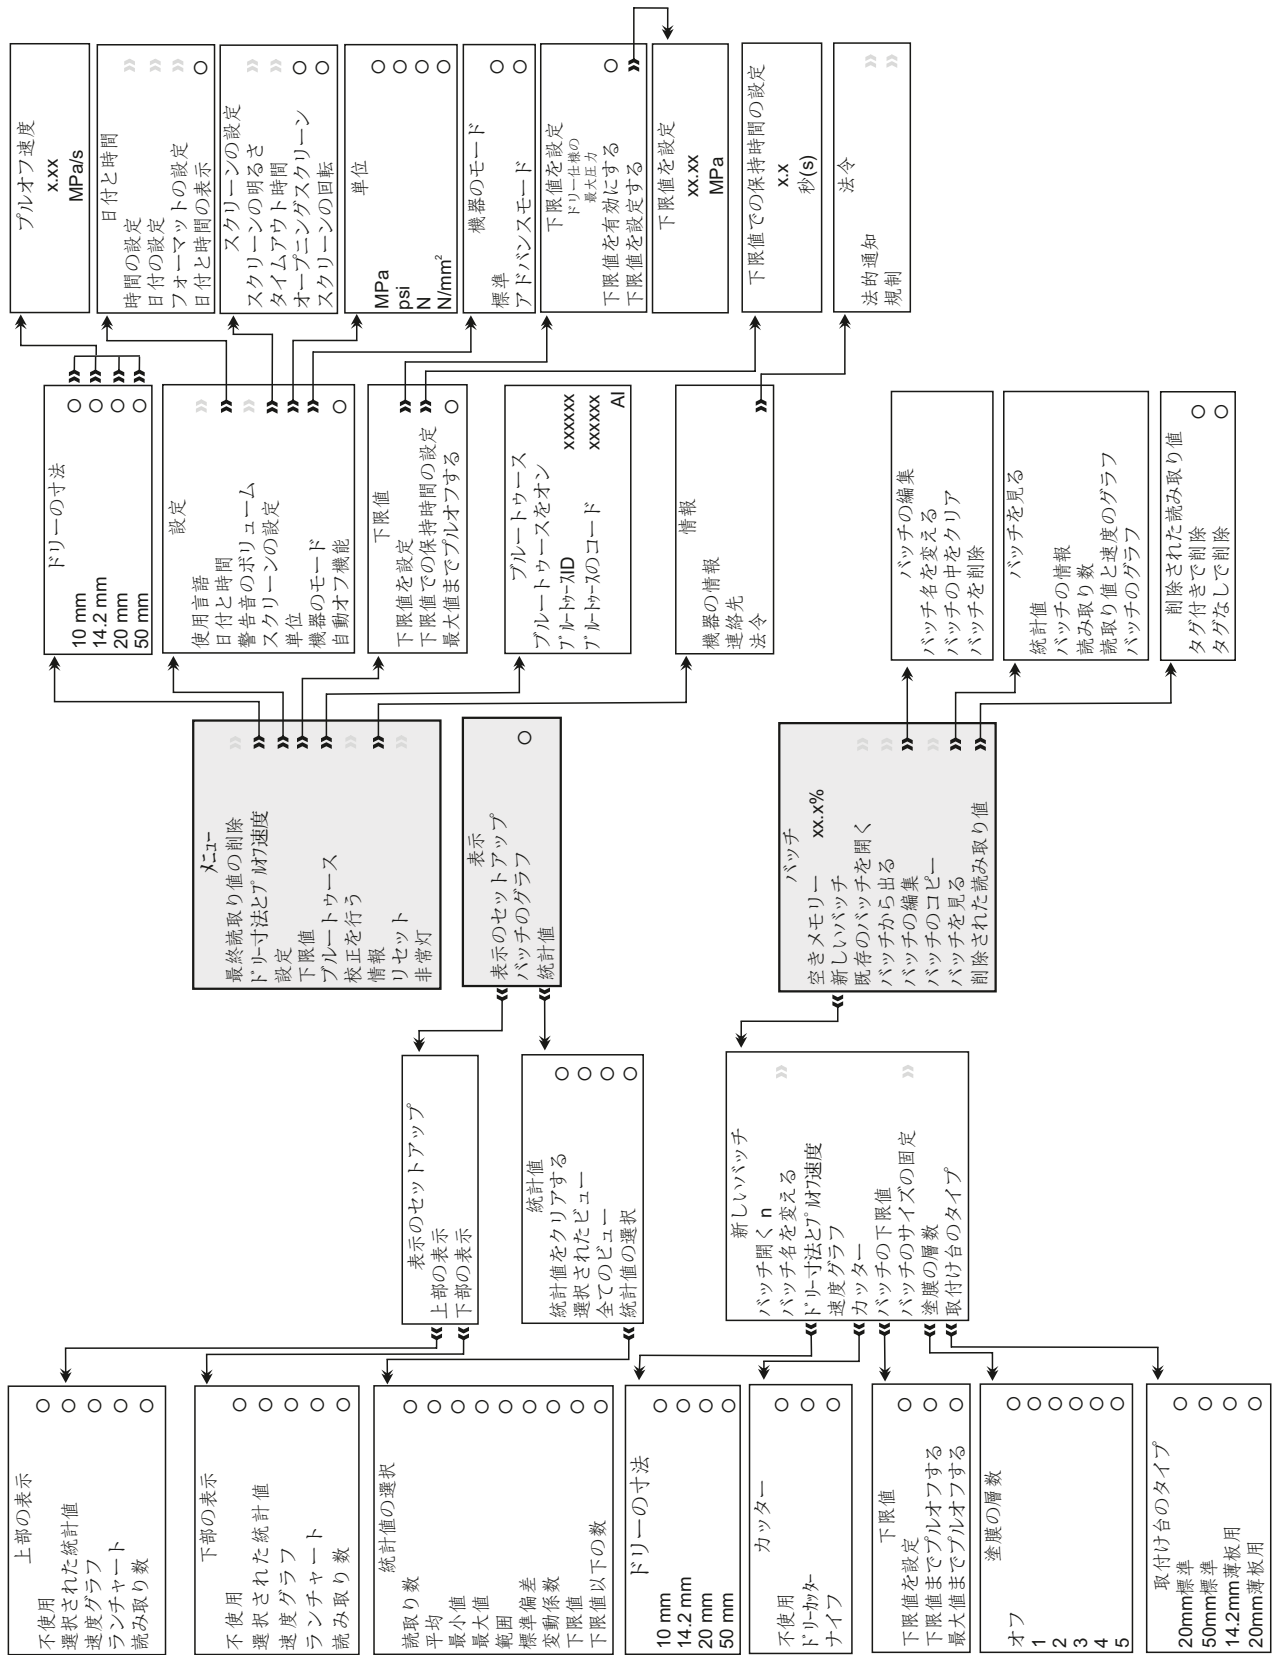 上部の表示
不使用
選択された統計値
速度グラフ
ランチャート
読み取り数
下部の表示
不使用
選択された統計値
速度グラフ
ランチャート
読み取り数
統計値の選択
読取り数
平均
最小値
最大値
範囲
標準偏差
変動係数
下限値
下限値以下の数
ドリーの寸法
10 mm
14.2 mm
20 mm
50 mm
カッター
不使用
ドリーカッター
ナイフ
下限値
下限値を設定
下限値までプルオフする
最大値までプルオフする
塗膜の層数
オフ
1
2
3
4
5
取付け台のタイプ
20mm標準
50mm標準
14.2mm薄板用
20mm薄板用
表示のセットアップ
上部の表示
下部の表示
統計値
統計値をクリアする
選択されたビュー
全てのビュー
統計値の選択
新しいバッチ
バッチ開く n
バッチ名を変える
ドリー寸法とプルオフ速度
速度グラフ
カッター
バッチの下限値
バッチのサイズの固定
塗膜の層数
取付け台のタイプ
メニュー
最終読取り値の削除
ドリー寸法とプルオフ速度
設定
下限値
ブルートゥース
校正を行う
情報
リセット
非常灯
表示
表示のセットアップ
バッチのグラフ
統計値
バッチ
空きメモリー xx.x%
新しいバッチ
既存のバッチを開く
バッチから出る
バッチの編集
バッチのコピー
バッチを見る
削除された読み取り値
ドリーの寸法
10 mm
14.2 mm
20 mm
50 mm
設定
使用言語
日付と時間
警告音のボリューム
スクリーンの設定
単位
機器のモード
自動オフ機能
下限値
下限値を設定
下限値での保持時間の設定
最大値までプルオフする
ブルートゥース
ブルートゥースをオン
ブルートゥースID xxxxxx
ブルートゥースのコード xxxxxx
AI
情報
機器の情報
連絡先
法令
バッチの編集
バッチ名を変える
バッチの中をクリア
バッチを削除
バッチを見る
統計値
バッチの情報
読み取り数
読取り値と速度のグラフ
バッチのグラフ
削除された読み取り値
タグ付きで削除
タグなしで削除
プルオフ速度
x.xx
MPa/s
日付と時間
時間の設定
日付の設定
フォーマットの設定
日付と時間の表示
スクリーンの設定
スクリーンの明るさ
タイムアウト時間
オープニングスクリーン
スクリーンの回転
単位
MPa
psi
N
N/mm²
機器のモード
標準
アドバンスモード
下限値を設定
ドリー仕様の
最大圧力
下限値を有効にする
下限値を設定する
下限値を設定
xx.xx
MPa
下限値での保持時間の設定
x.x
秒(s)
法令
法的通知
規制